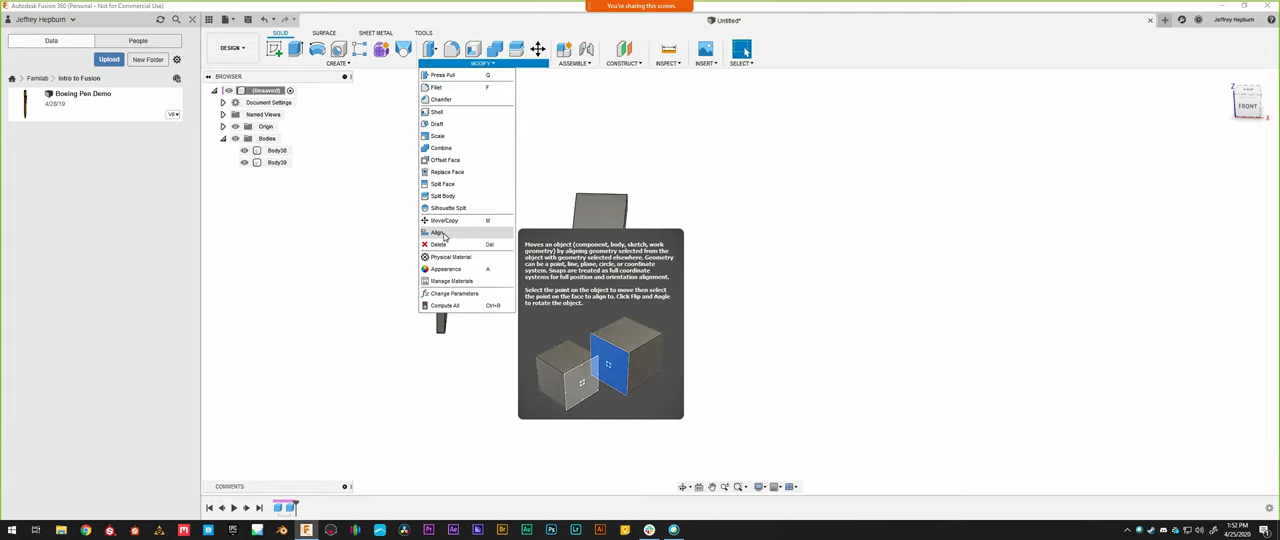 Autodesk Fusion 360 (Personal - Not for Commercial Use)
You're sharing this screen.
Jeffrey Hepburn
Untitled*
Jeffrey Hepburn
Data
People
Upload
New Folder
Familab
Intro to Fusion
Boeing Pen Demo
4/28/19
V8
DESIGN
SOLID
SURFACE
SHEET METAL
TOOLS
CREATE
MODIFY
ASSEMBLE
CONSTRUCT
INSPECT
INSERT
SELECT
BROWSER
(Unsaved)
Document Settings
Named Views
Origin
Bodies
Body38
Body39
Press Pull Q
Fillet F
Chamfer
Shell
Draft
Scale
Combine
Offset Face
Replace Face
Split Face
Split Body
Silhouette Split
Move/Copy M
Align
Delete Del
Physical Material
Appearance A
Manage Materials
Change Parameters
Compute All Ctrl+B
Moves an object (component, body, sketch, work
geometry) by aligning geometry selected from the
object with geometry selected elsewhere. Geometry
can be a point, line, plane, circle, or coordinate
system. Snaps are treated as full coordinate
systems for full position and orientation alignment.
Select the point on the object to move then select
the point on the face to align to. Click Flip and Angle
to rotate the object.
Z
TOP
FRONT
X
COMMENTS
1:52 PM
4/25/2020